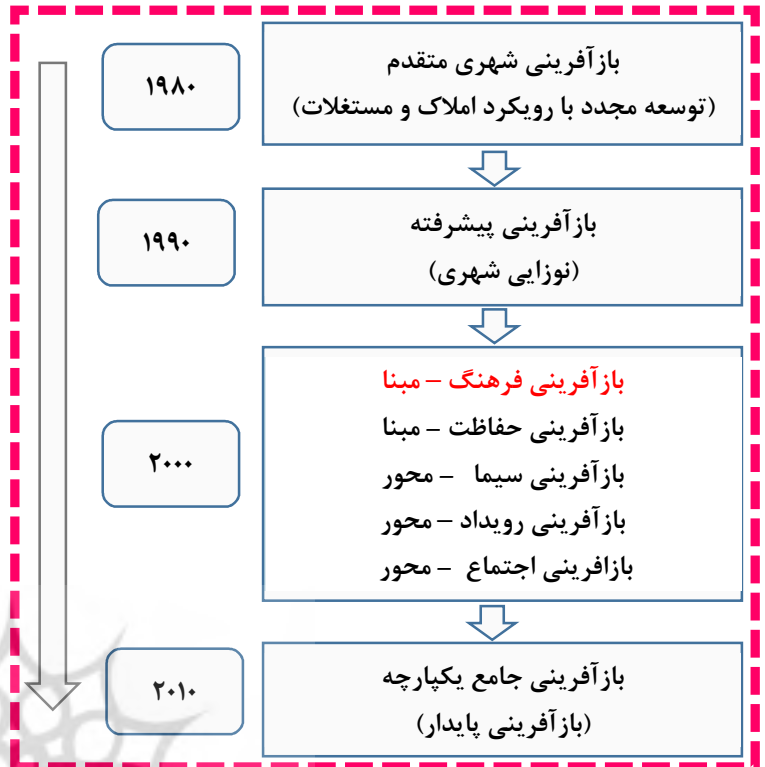 بازآفرینی شهری متقدم
(توسعه مجدد با رویکرد املاک و مستغلات)
۱۹۸۰
بازآفرینی پیشرفته
(نوزایی شهری)
۱۹۹۰
بازآفرینی فرهنگ – مبنا
بازآفرینی حفاظت – مبنا
بازآفرینی سیما – محور
بازآفرینی رویداد – محور
بازافرینی اجتماع – محور
۲۰۰۰
بازآفرینی جامع یکپارچه
(بازآفرینی پایدار)
۲۰۱۰